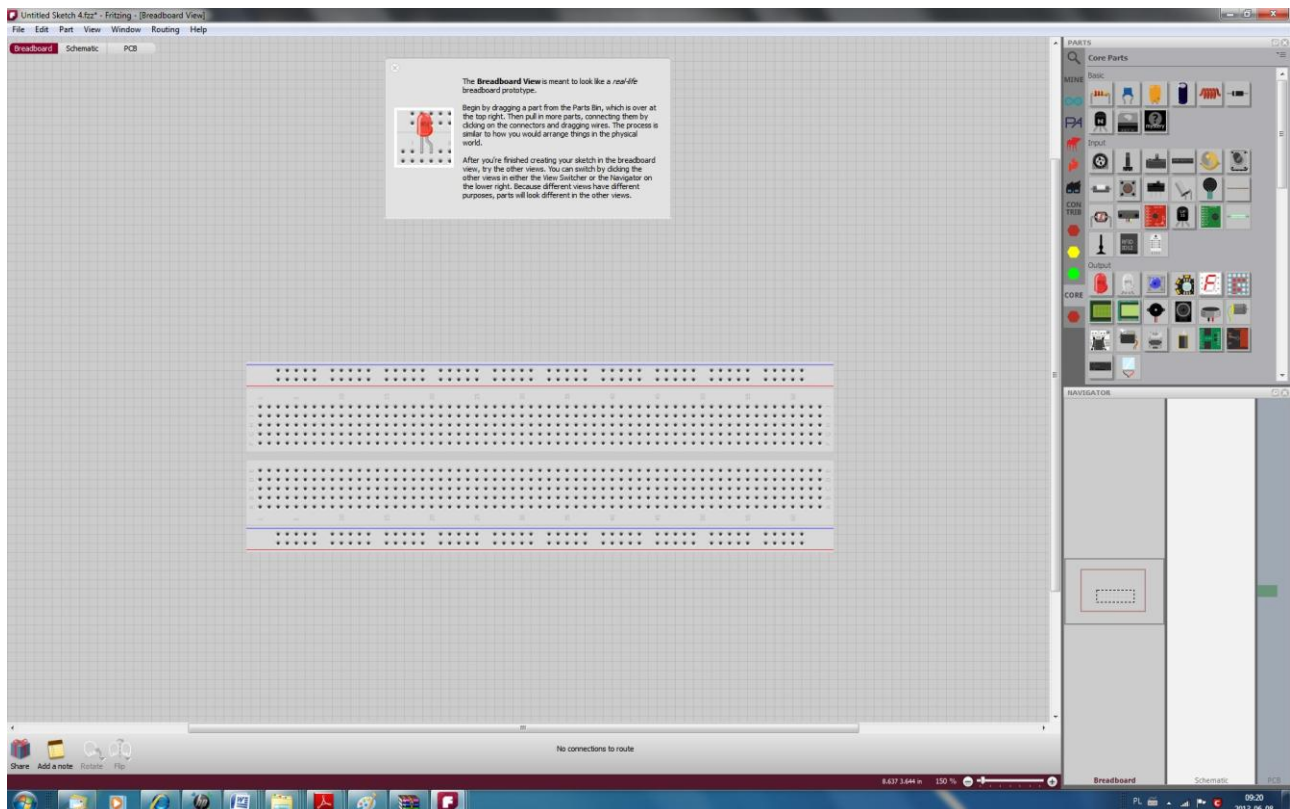 Untitled Sketch 4.fzz* - Fritzing - [Breadboard View]
File Edit Part View Window Routing Help
Breadboard Schematic PCB
The Breadboard View is meant to look like a real-life
breadboard prototype.
Begin by dragging a part from the Parts Bin, which is over at
the top right. Then pull in more parts, connecting them by
clicking on the connectors and dragging wires. The process is
similar to how you would arrange things in the physical
world.
After you're finished creating your sketch in the breadboard
view, try the other views. You can switch by clicking the
other views in either the View Switcher or the Navigator on
the lower right. Because different views have different
purposes, parts will look different in the other views.
PARTS
Core Parts
MINE
Basic
PA
Input
CON
TRIB
Output
CORE
NAVIGATOR
No connections to route
Share Add a note Rotate Flip
8.637 3.644 in 150 %
Breadboard Schematic PCB
PL 09:20